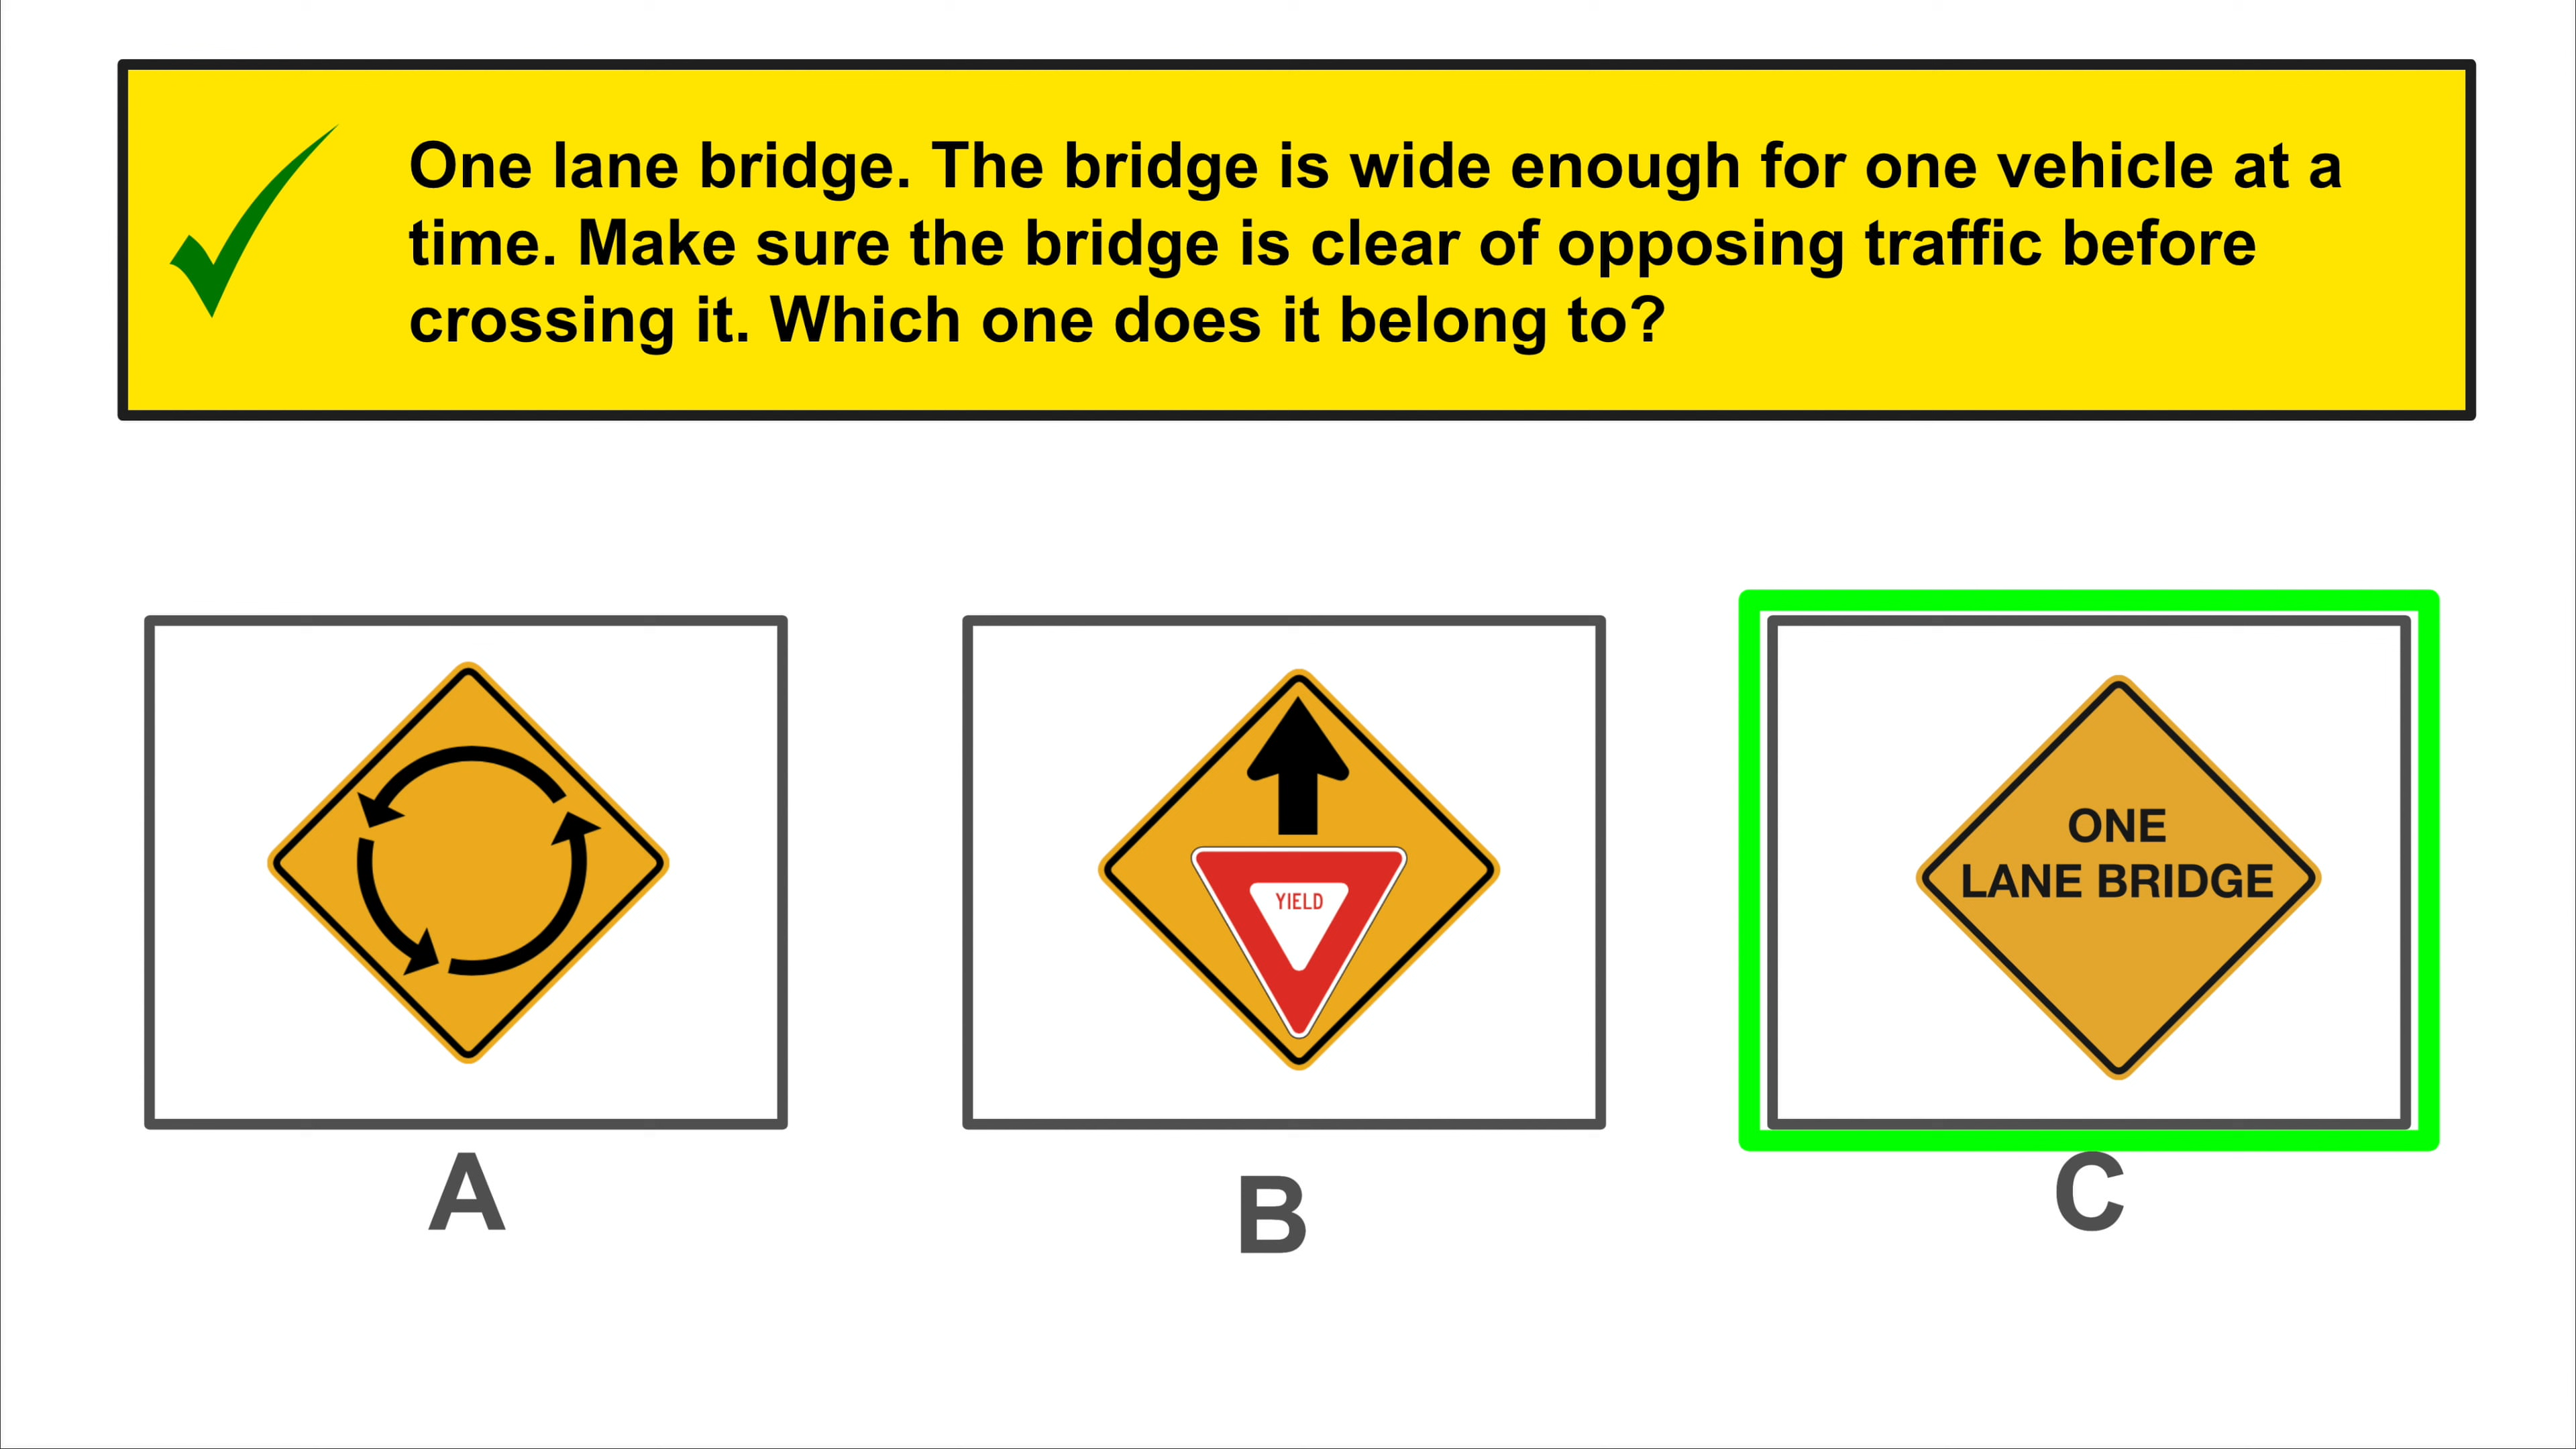 One lane bridge. The bridge is wide enough for one vehicle at a
time. Make sure the bridge is clear of opposing traffic before
crossing it. Which one does it belong to?
YIELD
ONE
LANE BRIDGE
A
B
C